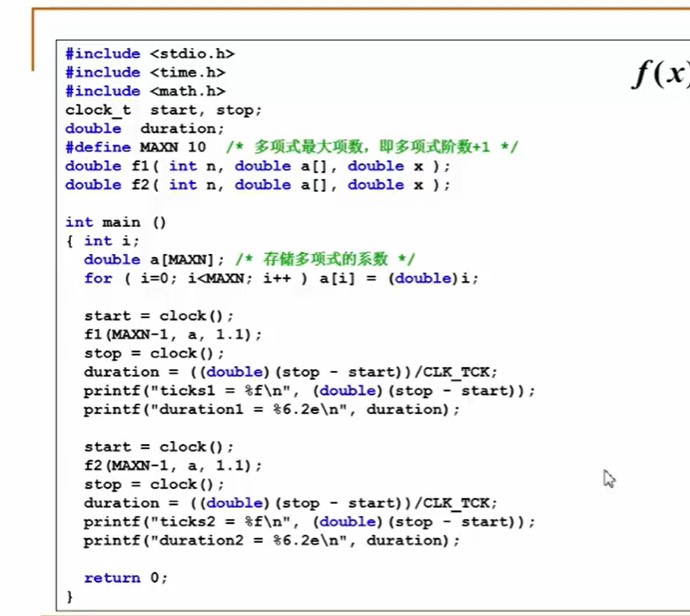 f(x)
#include <stdio.h>
#include <time.h>
#include <math.h>
clock_t  start, stop;
double  duration;
#define MAXN 10  /* 多项式最大项数，即多项式阶数+1 */
double f1( int n, double a[], double x );
double f2( int n, double a[], double x );
int main ()
{ int i;
double a[MAXN]; /* 存储多项式的系数 */
for ( i=0; i<MAXN; i++ ) a[i] = (double)i;
start = clock();
f1(MAXN-1, a, 1.1);
stop = clock();
duration = ((double)(stop - start))/CLK_TCK;
printf("ticks1 = %f\n", (double)(stop - start));
printf("duration1 = %6.2e\n", duration);
start = clock();
f2(MAXN-1, a, 1.1);
stop = clock();
duration = ((double)(stop - start))/CLK_TCK;
printf("ticks2 = %f\n", (double)(stop - start));
printf("duration2 = %6.2e\n", duration);
return 0;
}